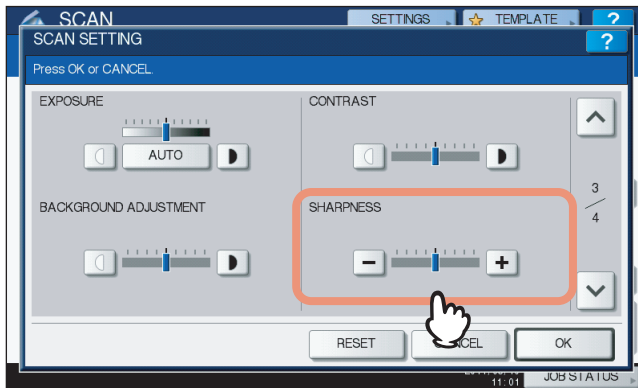 SCAN
SETTINGS
TEMPLATE
?
SCAN SETTING
?
Press OK or CANCEL.
EXPOSURE
CONTRAST
AUTO
3
4
BACKGROUND ADJUSTMENT
SHARPNESS
−
+
RESET
OK
11:01
JOB STATUS